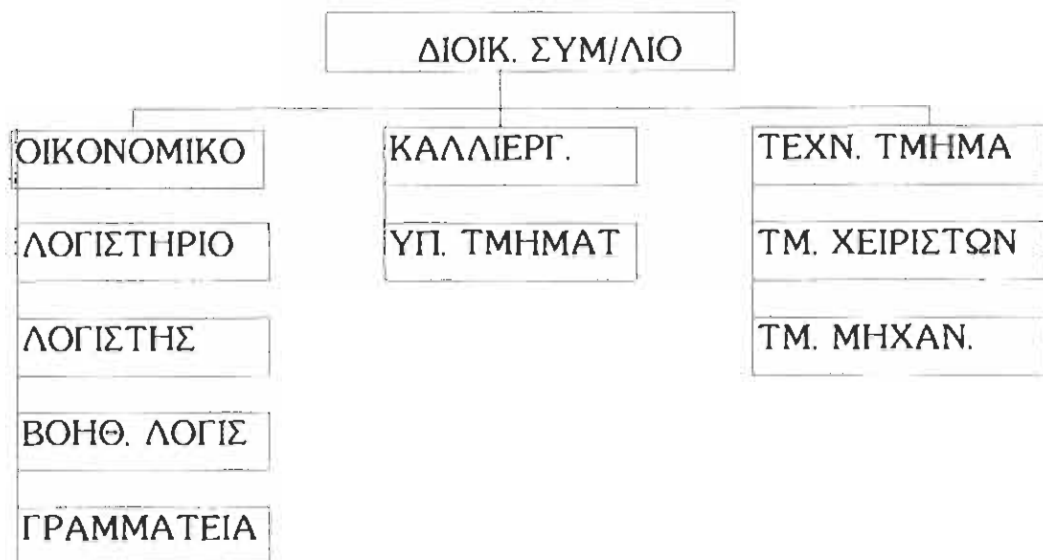 ΔΙΟΙΚ. ΣΥΜ/ΛΙΟ
ΟΙΚΟΝΟΜΙΚΟ
ΛΟΓΙΣΤΗΡΙΟ
ΛΟΓΙΣΤΗΣ
ΒΟΗΘ. ΛΟΓΙΣ
ΓΡΑΜΜΑΤΕΙΑ
ΚΑΛΛΙΕΡΓ.
ΥΠ. ΤΜΗΜΑΤ
ΤΕΧΝ. ΤΜΗΜΑ
ΤΜ. ΧΕΙΡΙΣΤΩΝ
ΤΜ. ΜΗΧΑΝ.